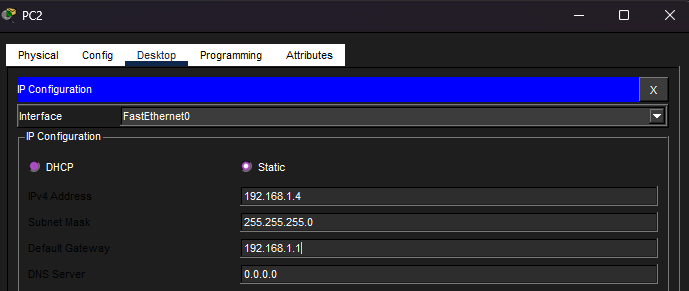 PC2
Physical Config Desktop Programming Attributes
IP Configuration X
Interface FastEthernet0
IP Configuration
DHCP Static
IPv4 Address 192.168.1.4
Subnet Mask 255.255.255.0
Default Gateway 192.168.1.1
DNS Server 0.0.0.0